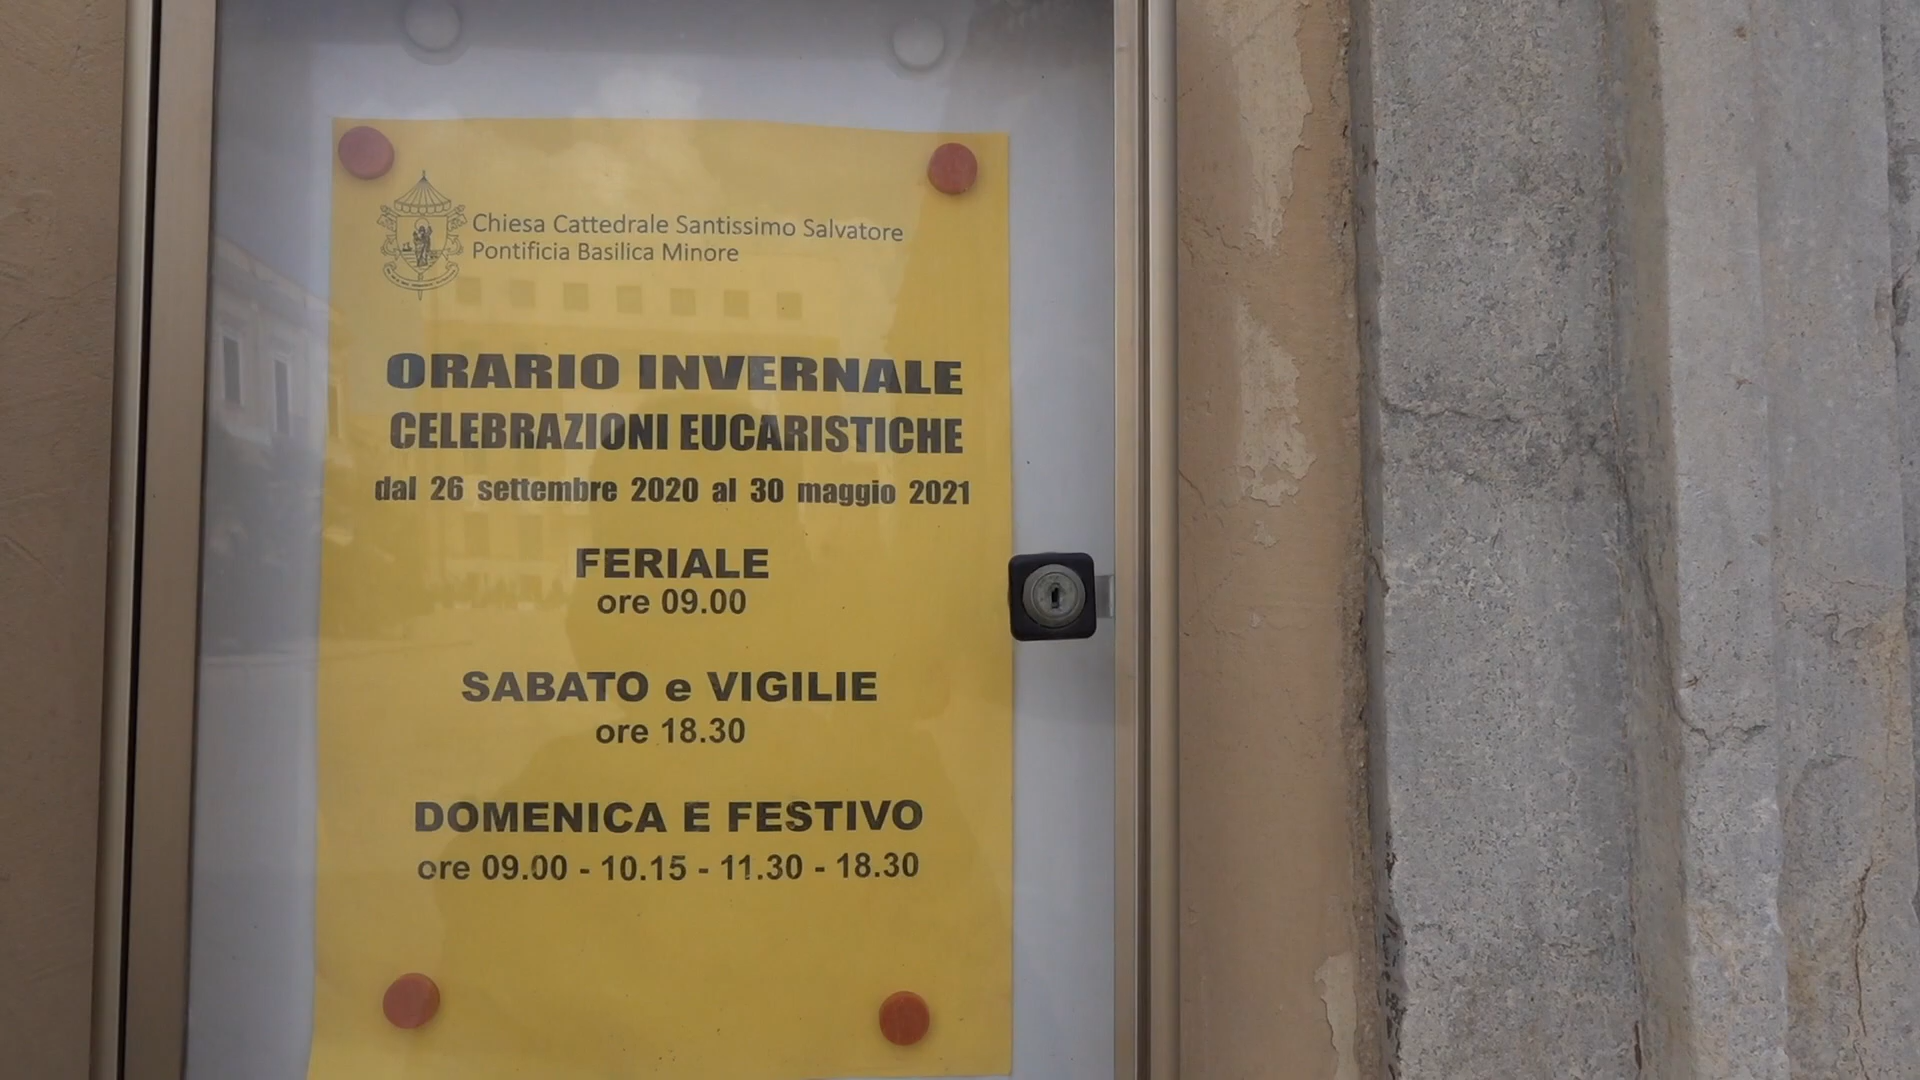 Chiesa Cattedrale Santissimo Salvatore
Pontificia Basilica Minore
ORARIO INVERNALE
CELEBRAZIONI EUCARISTICHE
dal 26 settembre 2020 al 30 maggio 2021
FERIALE
ore 09.00
SABATO e VIGILIE
ore 18.30
DOMENICA E FESTIVO
ore 09.00 - 10.15 - 11.30 - 18.30